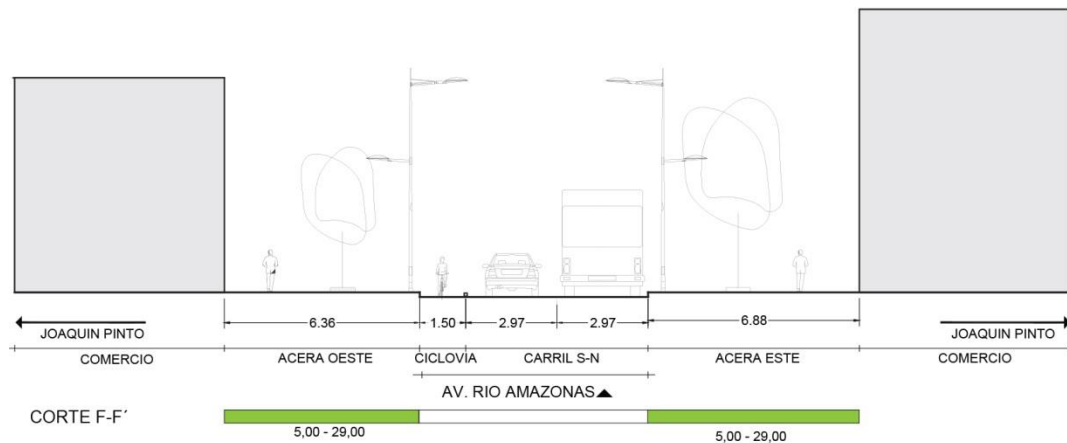 6.36 1.50 2.97 2.97 6.88
JOAQUIN PINTO JOAQUIN PINTO
COMERCIO ACERA OESTE CICLOVÍA CARRIL S-N ACERA ESTE COMERCIO
AV. RIO AMAZONAS
CORTE F-F´
5,00 - 29,00 5,00 - 29,00